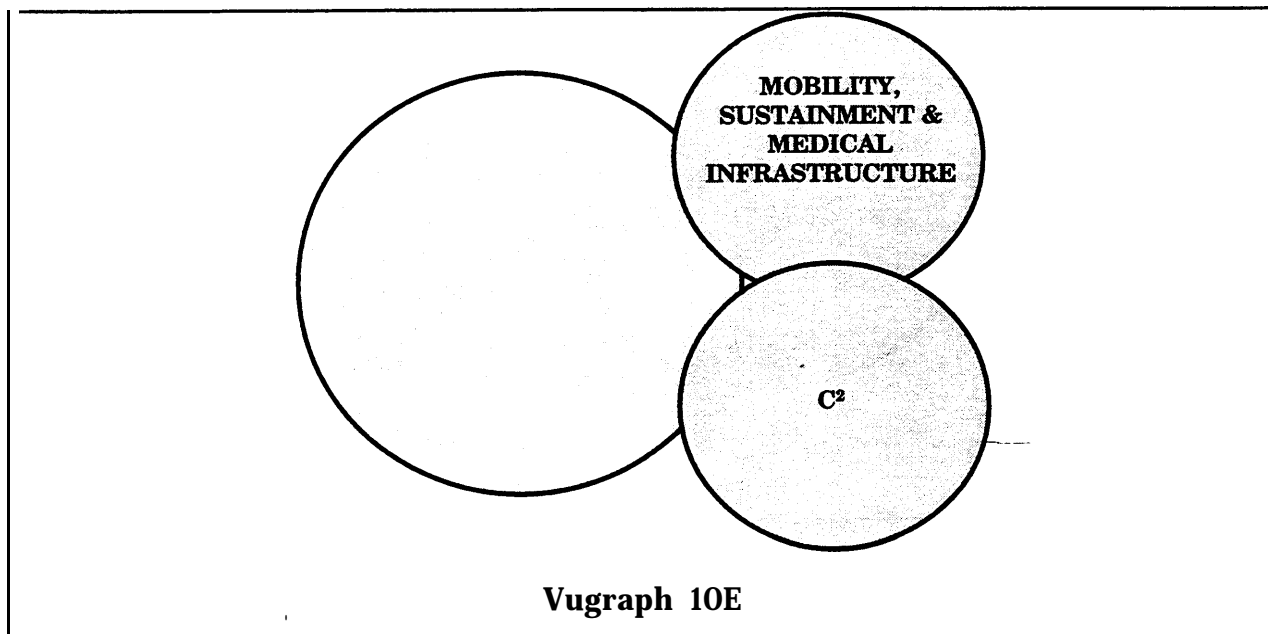 MOBILITY,
SUSTAINMENT &
MEDICAL
INFRASTRUCTURE
C²
Vugraph 10E